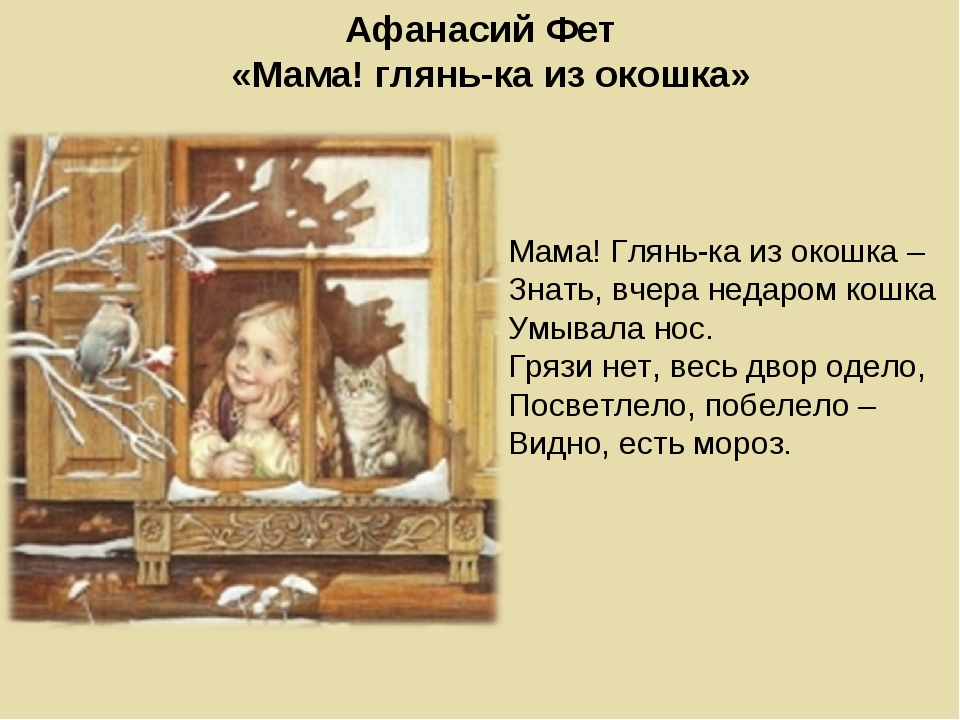 Афанасий Фет
«Мама! глянь-ка из окошка»
Мама! Глянь-ка из окошка –
Знать, вчера недаром кошка
Умывала нос.
Грязи нет, весь двор одело,
Посветлело, побелело –
Видно, есть мороз.